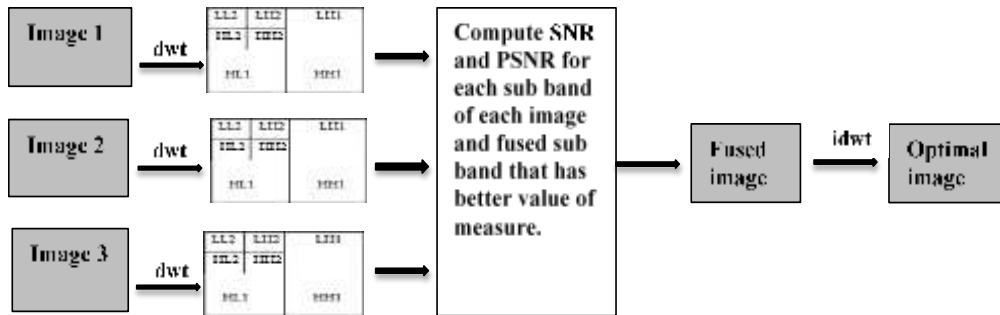 Image 1
dwt
LL2 LH2 LH1
HL2 HH2
HL1 HH1
Image 2
dwt
LL2 LH2 LH1
HL2 HH2
HL1 HH1
Image 3
dwt
LL2 LH2 LH1
HL2 HH2
HL1 HH1
Compute SNR
and PSNR for
each sub band
of each image
and fused sub
band that has
better value of
measure.
Fused
image
idwt
Optimal
image